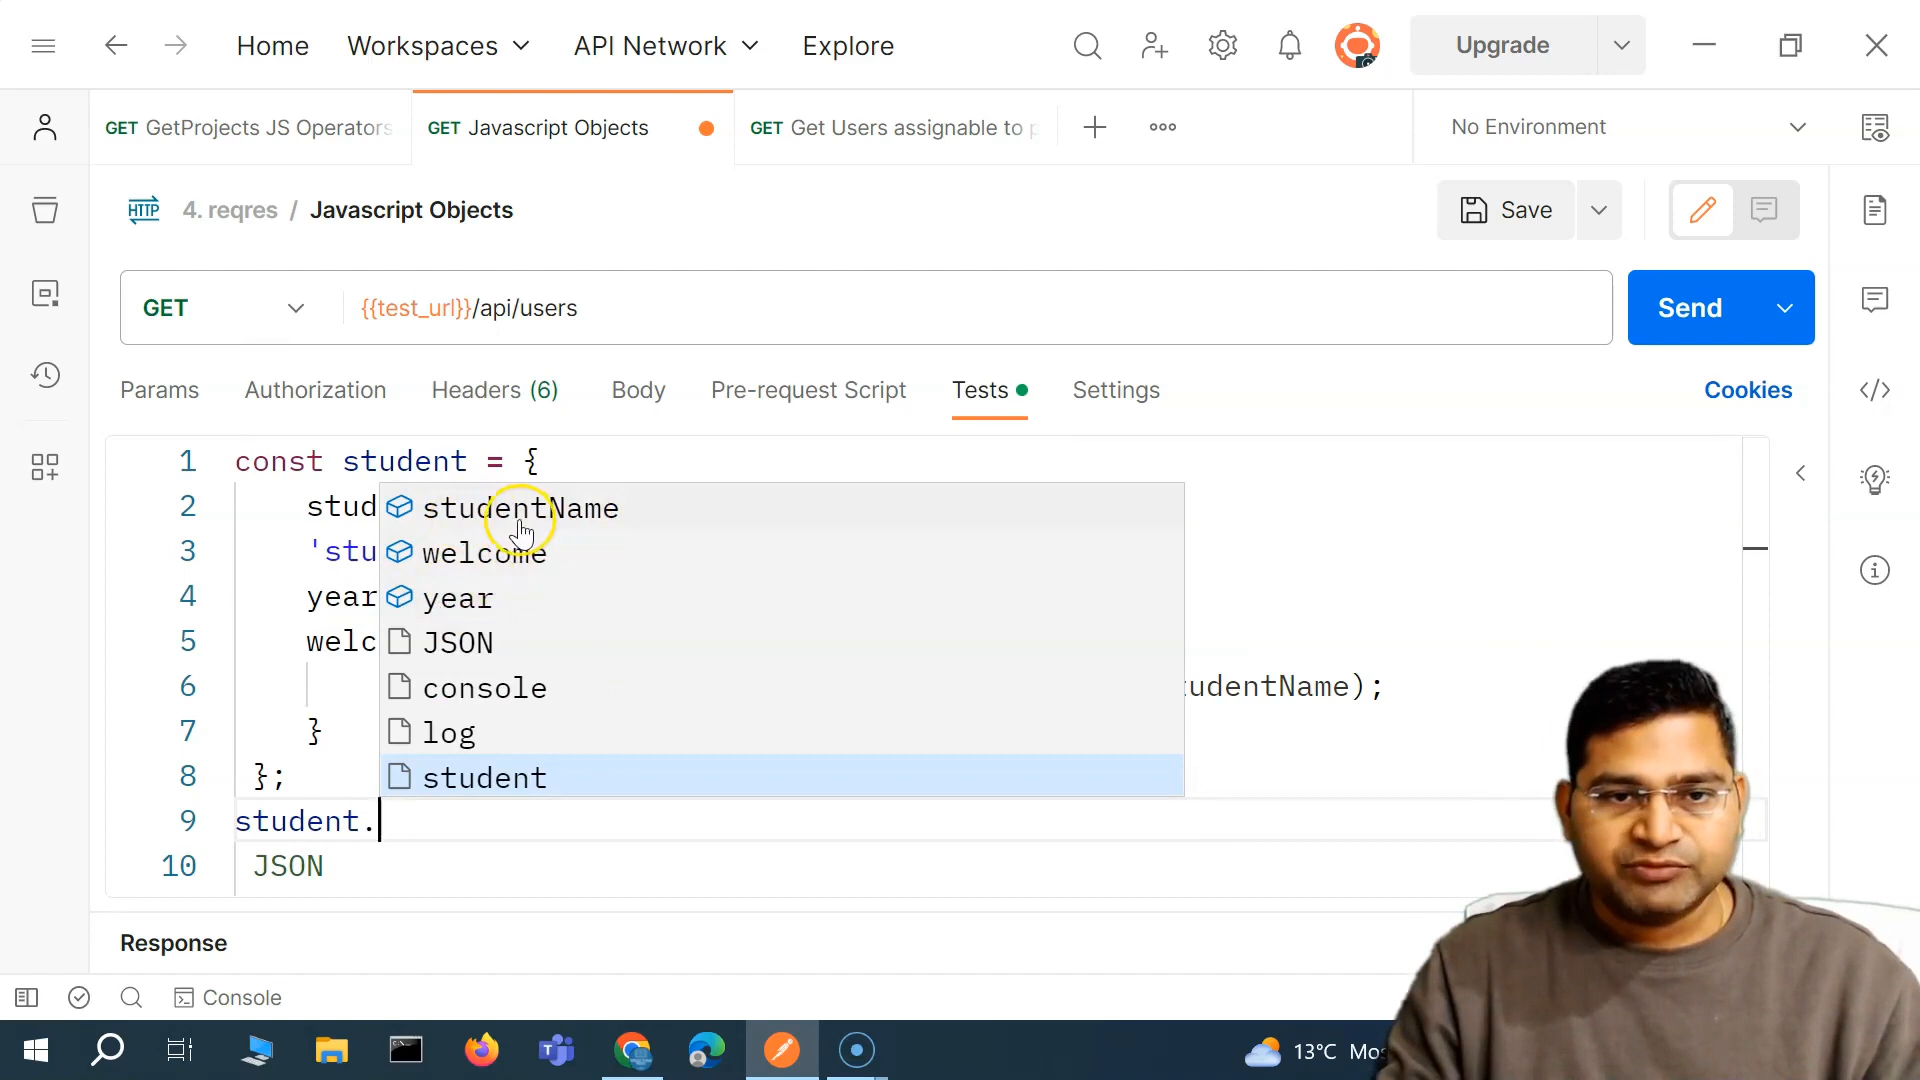 Home Workspaces API Network Explore Upgrade
GET GetProjects JS Operators GET Javascript Objects GET Get Users assignable to p No Environment
HTTP 4. reqres / Javascript Objects Save
GET {{test_url}}/api/users Send
Params Authorization Headers (6) Body Pre-request Script Tests Settings Cookies
1 const student = {
2 stud studentName
3 'stu welcome
4 year year
5 welc JSON
6 console tudentName);
7 } log
8 }; student
9 student.
10 JSON
Response
Console
13°C Mos